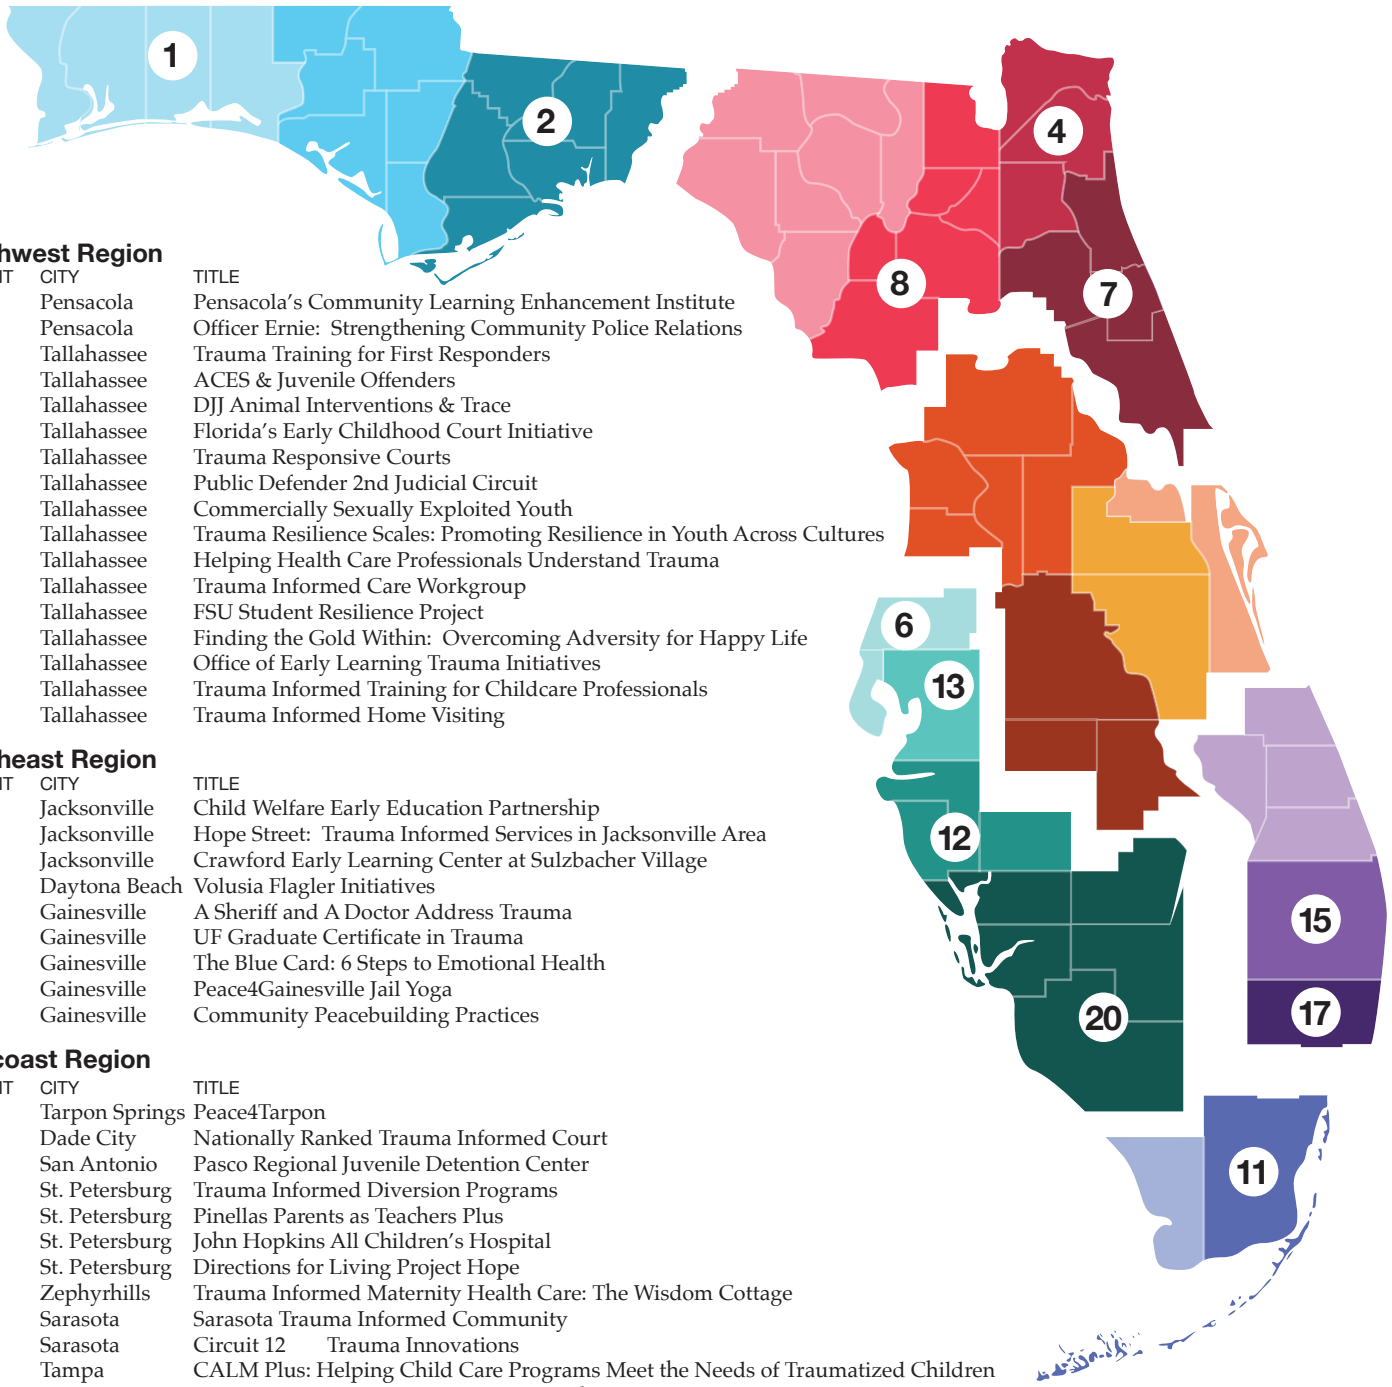 1
2
4
8
7
hwest Region
IT CITY TITLE
Pensacola Pensacola's Community Learning Enhancement Institute
Pensacola Officer Ernie: Strengthening Community Police Relations
Tallahassee Trauma Training for First Responders
Tallahassee ACES & Juvenile Offenders
Tallahassee DJJ Animal Interventions & Trace
Tallahassee Florida's Early Childhood Court Initiative
Tallahassee Trauma Responsive Courts
Tallahassee Public Defender 2nd Judicial Circuit
Tallahassee Commercially Sexually Exploited Youth
Tallahassee Trauma Resilience Scales: Promoting Resilience in Youth Across Cultures
Tallahassee Helping Health Care Professionals Understand Trauma
Tallahassee Trauma Informed Care Workgroup
Tallahassee FSU Student Resilience Project
Tallahassee Finding the Gold Within: Overcoming Adversity for Happy Life
Tallahassee Office of Early Learning Trauma Initiatives
Tallahassee Trauma Informed Training for Childcare Professionals
Tallahassee Trauma Informed Home Visiting
6
13
heast Region
IT CITY TITLE
Jacksonville Child Welfare Early Education Partnership
Jacksonville Hope Street: Trauma Informed Services in Jacksonville Area
Jacksonville Crawford Early Learning Center at Sulzbacher Village
Daytona Beach Volusia Flagler Initiatives
Gainesville A Sheriff and A Doctor Address Trauma
Gainesville UF Graduate Certificate in Trauma
Gainesville The Blue Card: 6 Steps to Emotional Health
Gainesville Peace4Gainesville Jail Yoga
Gainesville Community Peacebuilding Practices
12
15
17
20
coast Region
IT CITY TITLE
Tarpon Springs Peace4Tarpon
Dade City Nationally Ranked Trauma Informed Court
San Antonio Pasco Regional Juvenile Detention Center
St. Petersburg Trauma Informed Diversion Programs
St. Petersburg Pinellas Parents as Teachers Plus
St. Petersburg John Hopkins All Children's Hospital
St. Petersburg Directions for Living Project Hope
Zephyrhills Trauma Informed Maternity Health Care: The Wisdom Cottage
Sarasota Sarasota Trauma Informed Community
Sarasota Circuit 12 Trauma Innovations
Tampa CALM Plus: Helping Child Care Programs Meet the Needs of Traumatized Children
11